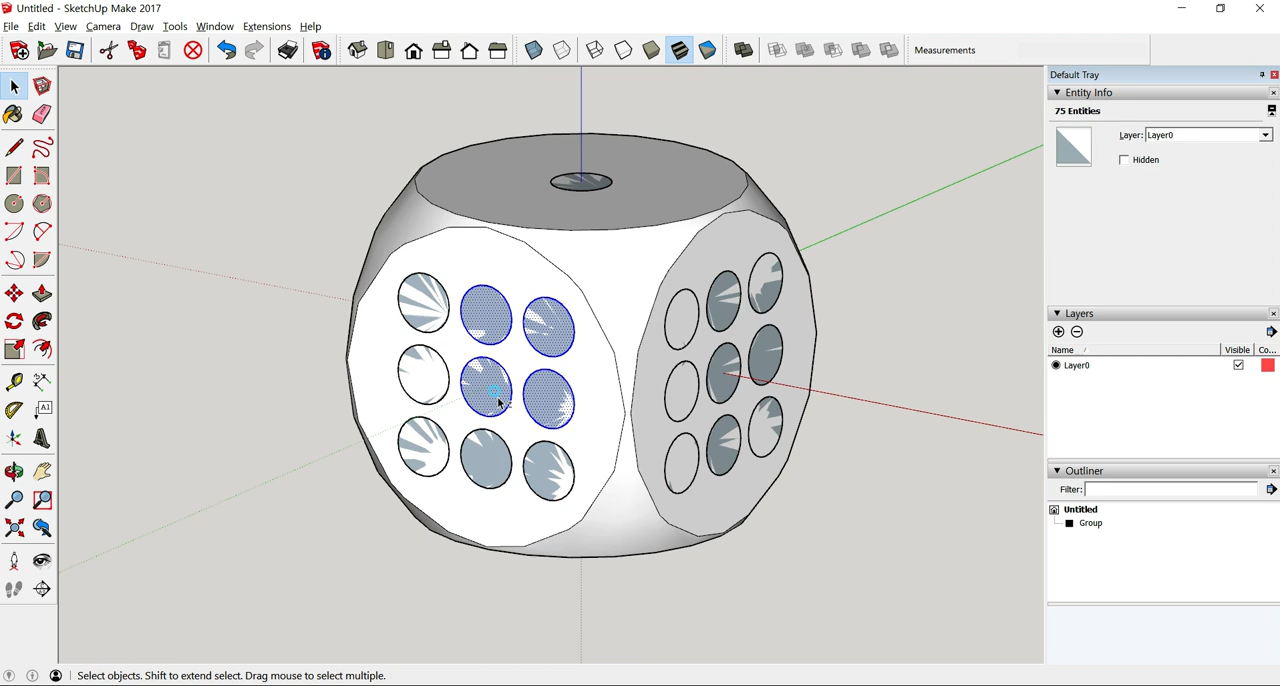 Untitled - SketchUp Make 2017
File Edit View Camera Draw Tools Window Extensions Help
Measurements
Default Tray
Entity Info
75 Entities
Layer: Layer0
Hidden
Layers
Name Visible Co...
Layer0
Outliner
Filter:
Untitled
Group
A1
Select objects. Shift to extend select. Drag mouse to select multiple.